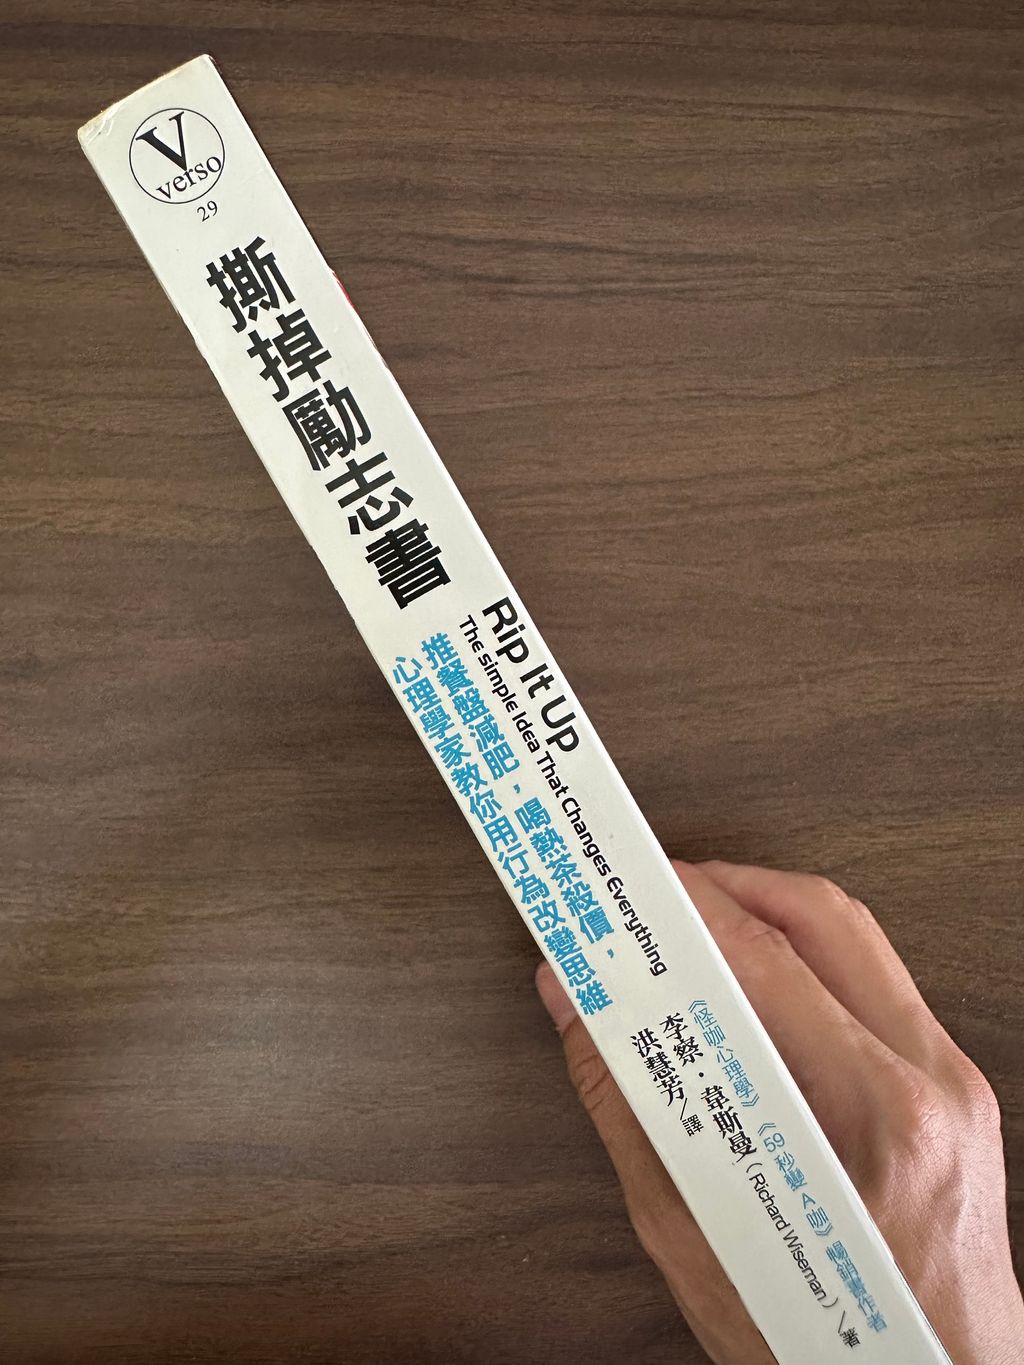 V
verso
29
撕掉勵志書
Rip It Up
The simple Idea That Changes Everything
推餐盤減肥，喝熱茶殺價，
心理學家教你用行為改變思維
《怪咖心理學》《59秒變A咖》暢銷書作者
李察・韋斯曼（Richard Wiseman）／著
洪慧芳／譯